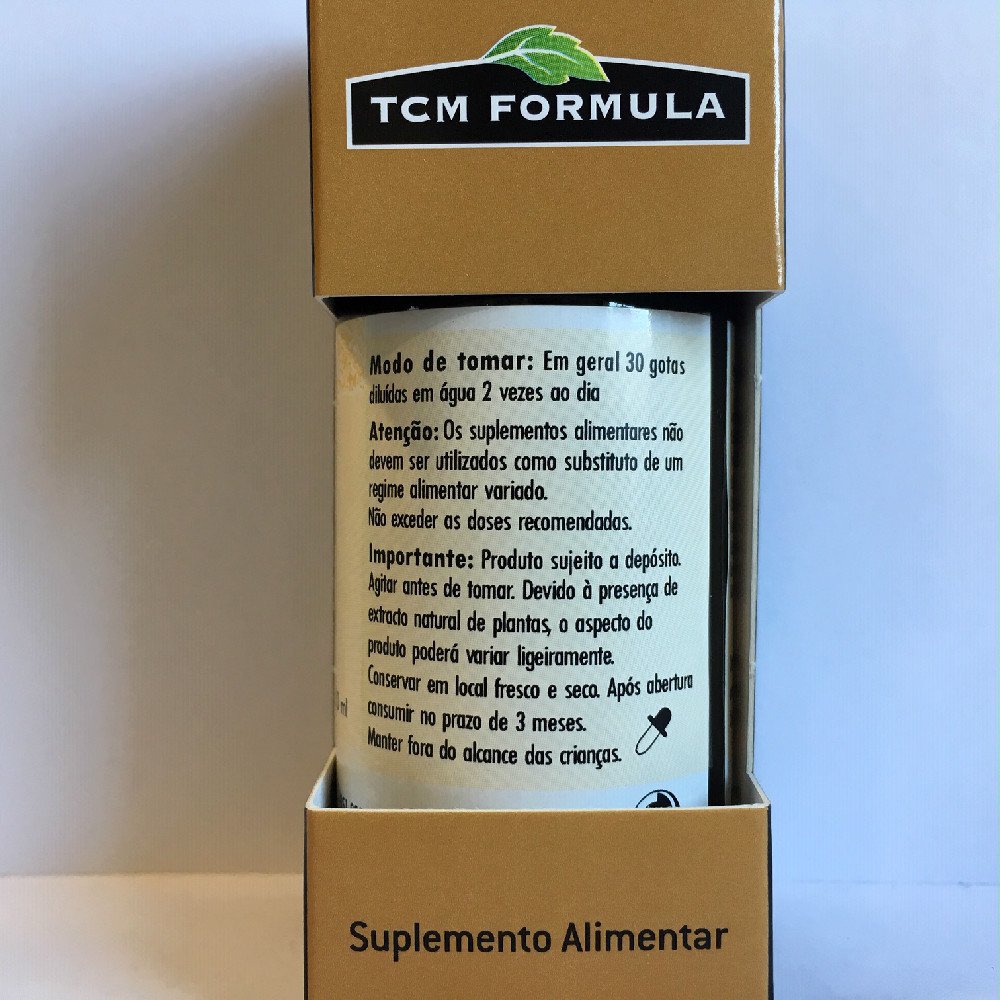 TCM FORMULA
Modo de tomar: Em geral 30 gotas
diluídas em água 2 vezes ao dia
Atenção: Os suplementos alimentares não
devem ser utilizados como substituto de um
regime alimentar variado.
Não exceder as doses recomendadas.
Importante: Produto sujeito a depósito.
Agitar antes de tomar. Devido à presença de
extracto natural de plantas, o aspecto do
produto poderá variar ligeiramente.
Conservar em local fresco e seco. Após abertura
consumir no prazo de 3 meses.
ml
Manter fora do alcance das crianças.
Suplemento Alimentar